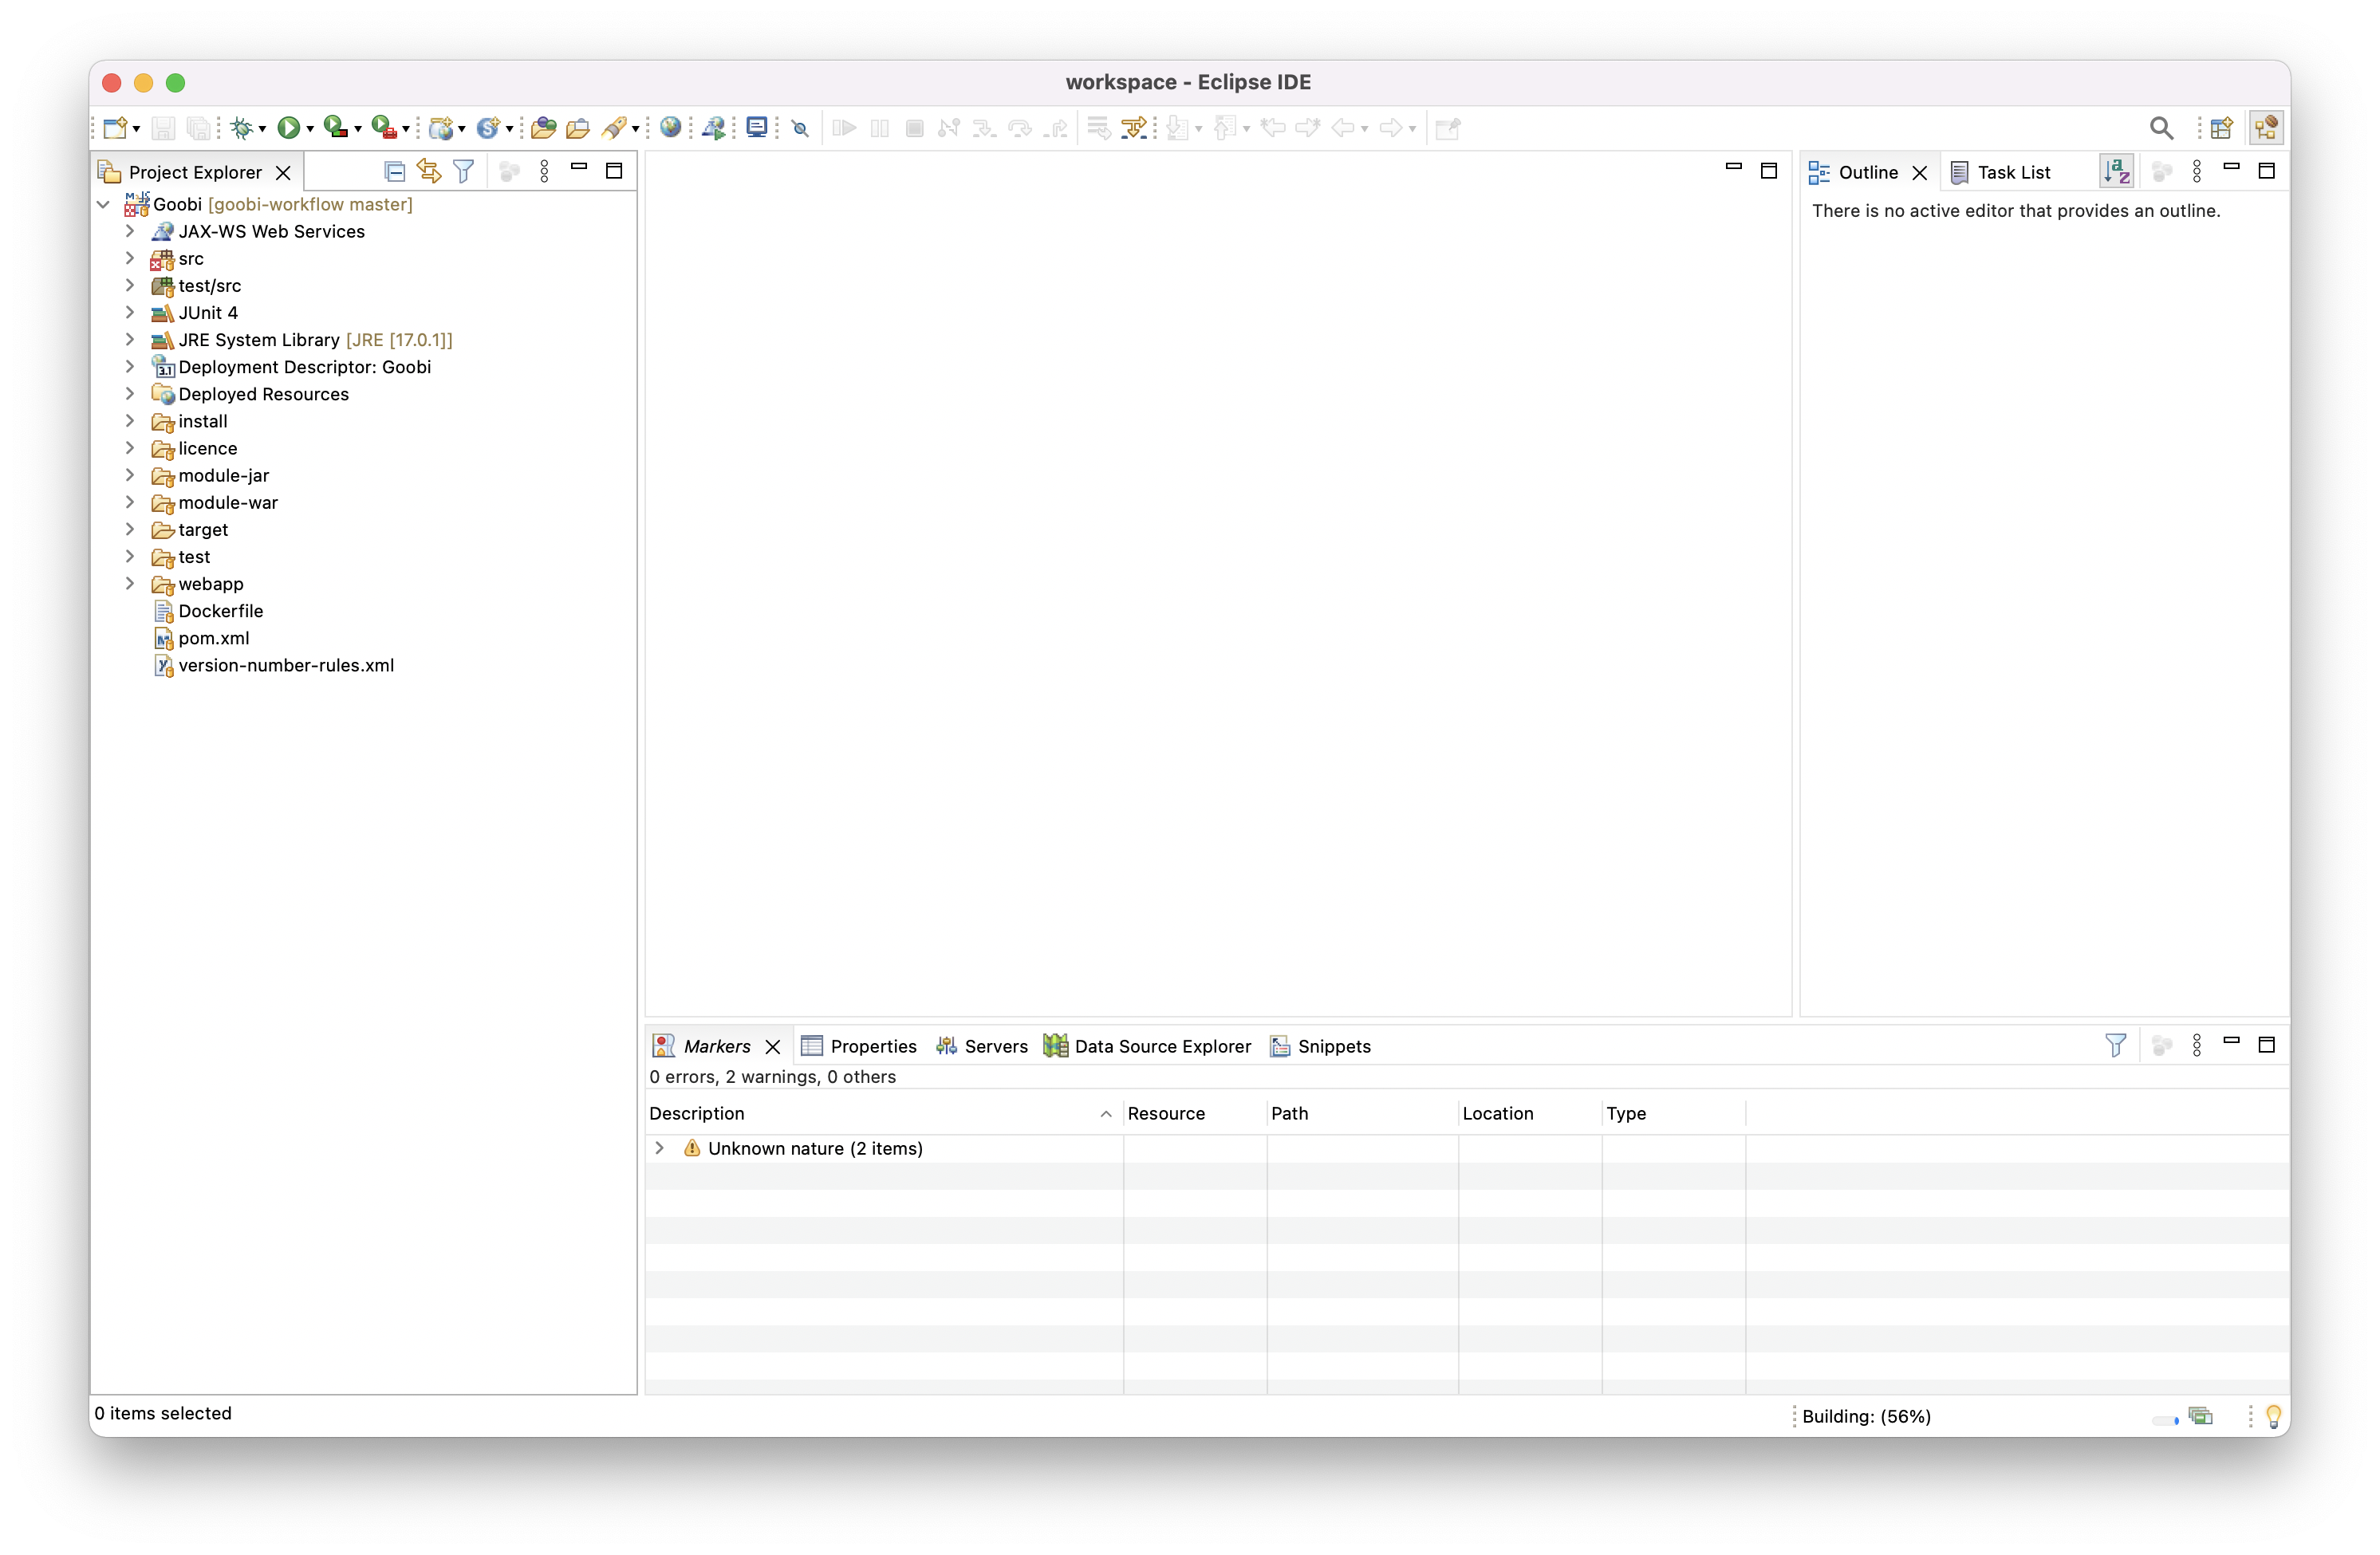 workspace - Eclipse IDE
Project Explorer
Goobi [goobi-workflow master]
JAX-WS Web Services
src
test/src
JUnit 4
JRE System Library [JRE [17.0.1]]
Deployment Descriptor: Goobi
Deployed Resources
install
licence
module-jar
module-war
target
test
webapp
Dockerfile
pom.xml
version-number-rules.xml
Outline
Task List
There is no active editor that provides an outline.
Markers
Properties
Servers
Data Source Explorer
Snippets
0 errors, 2 warnings, 0 others
Description
Resource
Path
Location
Type
Unknown nature (2 items)
0 items selected
Building: (56%)